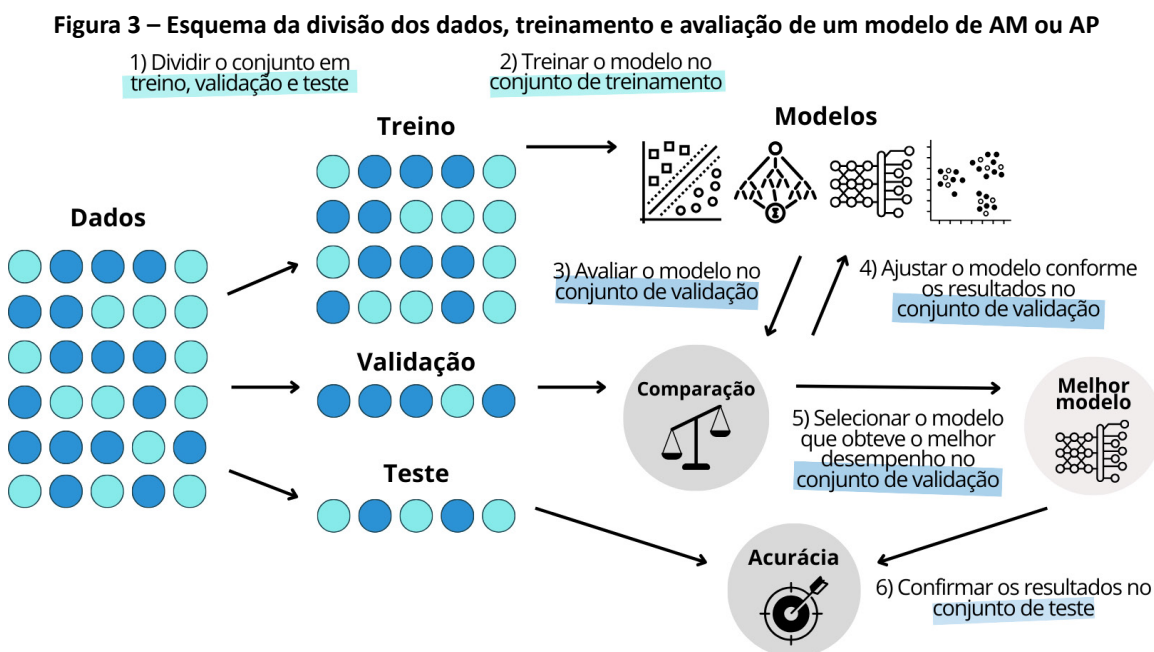 Figura 3 – Esquema da divisão dos dados, treinamento e avaliação de um modelo de AM ou AP
1) Dividir o conjunto em
treino, validação e teste
2) Treinar o modelo no
conjunto de treinamento
Treino
Modelos
Dados
3) Avaliar o modelo no
conjunto de validação
4) Ajustar o modelo conforme
os resultados no
conjunto de validação
Validação
Comparação
Melhor
modelo
5) Selecionar o modelo
que obteve o melhor
desempenho no
conjunto de validação
Teste
Acurácia
6) Confirmar os resultados no
conjunto de teste